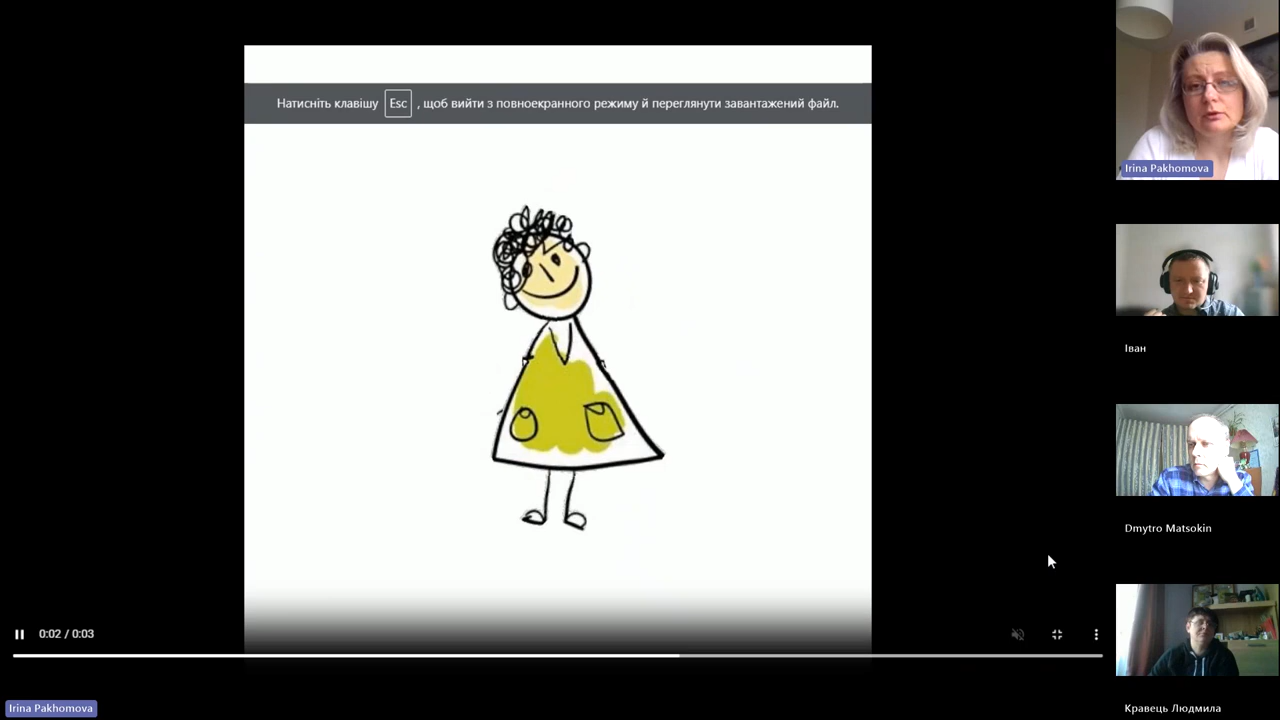 Натисніть клавішу Esc , щоб вийти з повноекранного режиму й переглянути завантажений файл.
Irina Pakhomova
Іван
Dmytro Matsokin
Кравець Людмила
0:02 / 0:03
Irina Pakhomova